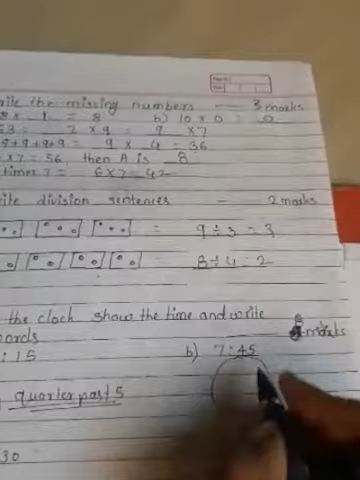 the missing numbers — 3 marks
8 × 1 = 8 b) 10 × 0 = 0
63 = 7 × 9 = 9 × 7
9+9+9+9 = 9 × 4 = 36
× 7 = 56, then A is 8
times 7 = 6 × 7 = 42
division sentences — 2 marks
= 9 ÷ 3 = 3
8 ÷ 4 = 2
the clock show the time and write
marks
: 15 b) 7:45
quarter past 5
30